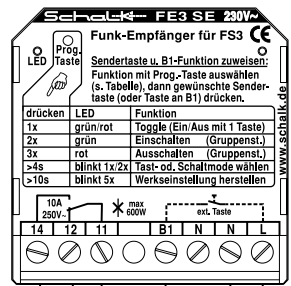 Schalk FE3 SE 230V~
LED
Prog.
Taste
Funk-Empfänger für FS3 CE
Sendertaste u. B1-Funktion zuweisen:
Funktion mit Prog.-Taste auswählen
(s. Tabelle), dann gewünschte Sender-
taste (oder Taste an B1) drücken.
drücken LED Funktion
1x grün/rot Toggle (Ein/Aus mit 1 Taste)
2x grün Einschalten (Gruppenst.)
3x rot Ausschalten (Gruppenst.)
>4s blinkt 1x/2x Tast- od. Schaltmode wählen
>10s blinkt 5x Werkseinstellung herstellen
www.schalk.de
10A
250V~
max
600W
ext. Taste
14 12 11 B1 N N L